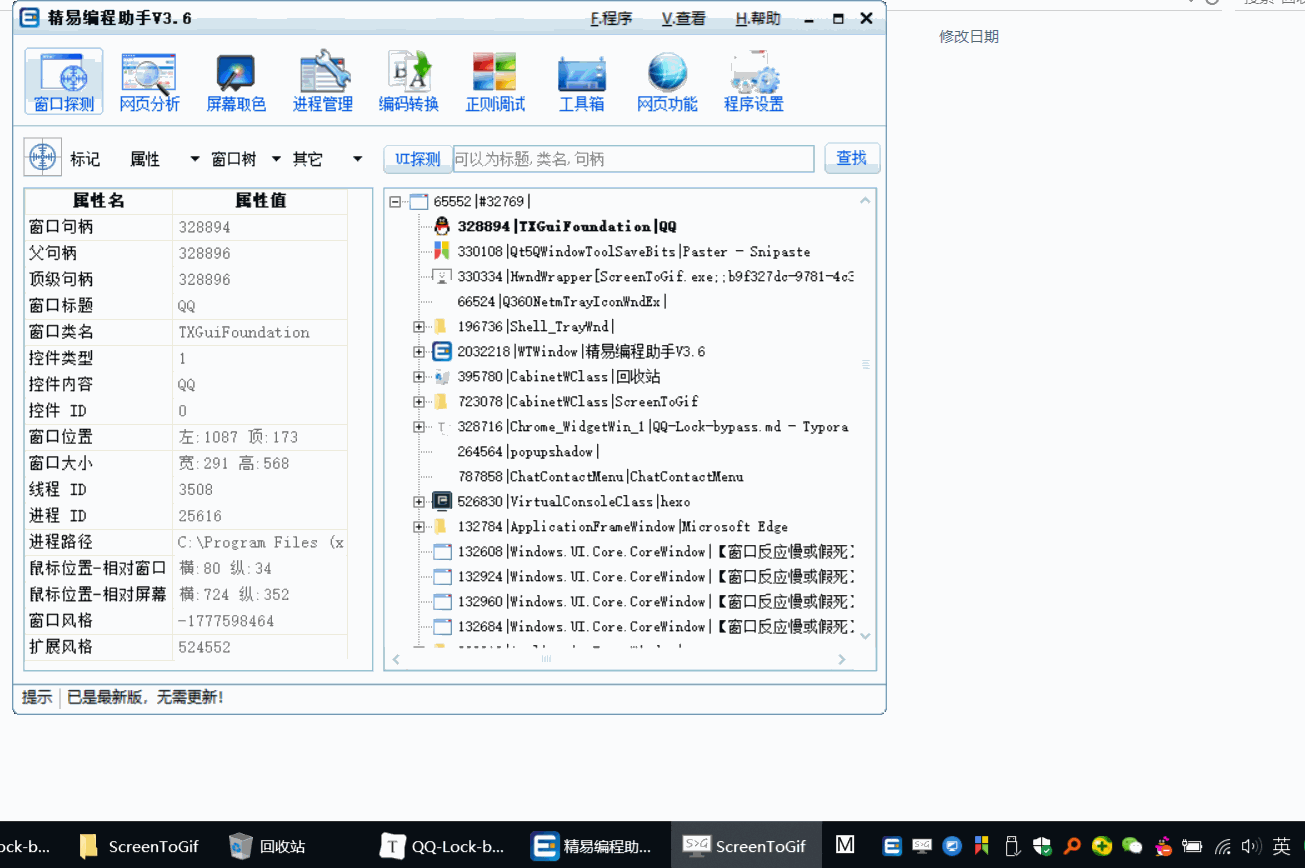 精易编程助手V3.6
F.程序 V.查看 H.帮助
修改日期
窗口探测 网页分析 屏幕取色 进程管理 编码转换 正则调试 工具箱 网页功能 程序设置
标记 属性 窗口树 其它
UI探测 可以为标题,类名,句柄 查找
属性名 属性值
窗口句柄 328894
父句柄 328896
顶级句柄 328896
窗口标题 QQ
窗口类名 TXGuiFoundation
控件类型 1
控件内容 QQ
控件 ID 0
窗口位置 左:1087 顶:173
窗口大小 宽:291 高:568
线程 ID 3508
进程 ID 25616
进程路径 C:\Program Files (x
鼠标位置-相对窗口 横:80 纵:34
鼠标位置-相对屏幕 横:724 纵:352
窗口风格 -1777598464
扩展风格 524552
65552|#32769|
328894|TXGuiFoundation|QQ
330108|Qt5QWindowToolSaveBits|Paster - Snipaste
330334|HwndWrapper[ScreenToGif.exe;;b9f327dc-9781-4c3
66524|Q360NetmTrayIconWndEx|
196736|Shell_TrayWnd|
2032218|WTWindow|精易编程助手V3.6
395780|CabinetWClass|回收站
723078|CabinetWClass|ScreenToGif
328716|Chrome_WidgetWin_1|QQ-Lock-bypass.md - Typora
264564|popupshadow|
787858|ChatContactMenu|ChatContactMenu
526830|VirtualConsoleClass|hexo
132784|ApplicationFrameWindow|Microsoft Edge
132608|Windows.UI.Core.CoreWindow|【窗口反应慢或假死】
132924|Windows.UI.Core.CoreWindow|【窗口反应慢或假死】
132960|Windows.UI.Core.CoreWindow|【窗口反应慢或假死】
132684|Windows.UI.Core.CoreWindow|【窗口反应慢或假死】
提示 已是最新版，无需更新!
ock-b... ScreenToGif 回收站 QQ-Lock-b... 精易编程助... ScreenToGif M 英